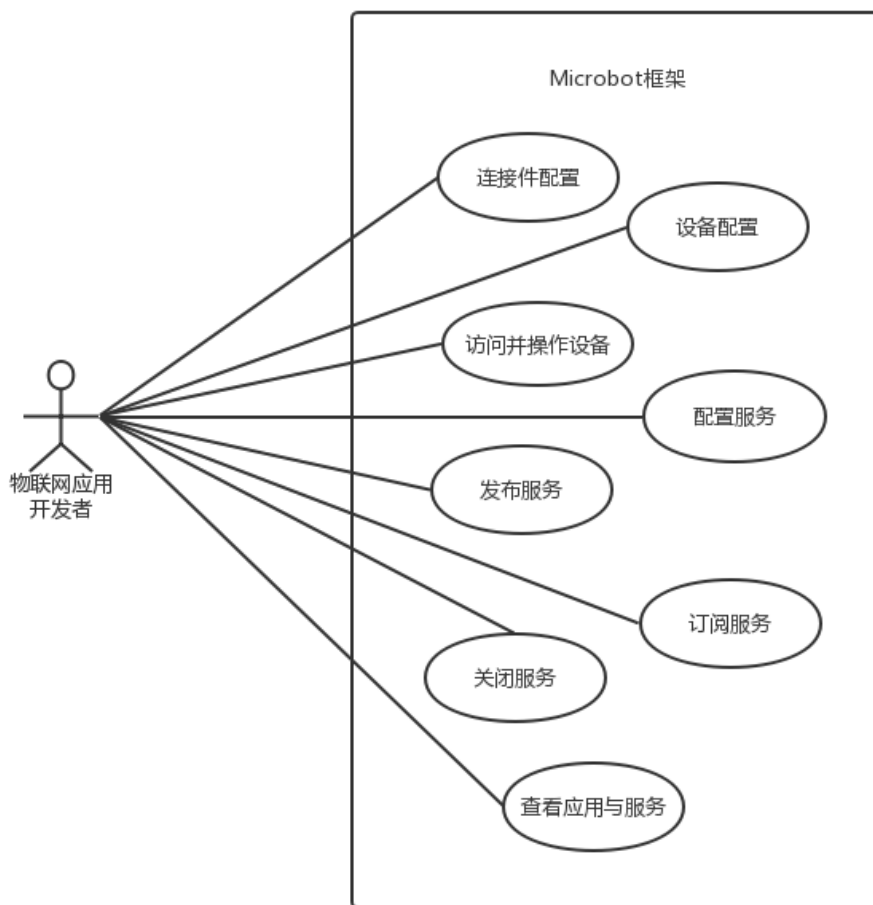 Microbot框架
连接件配置
设备配置
访问并操作设备
配置服务
物联网应用
开发者
发布服务
订阅服务
关闭服务
查看应用与服务